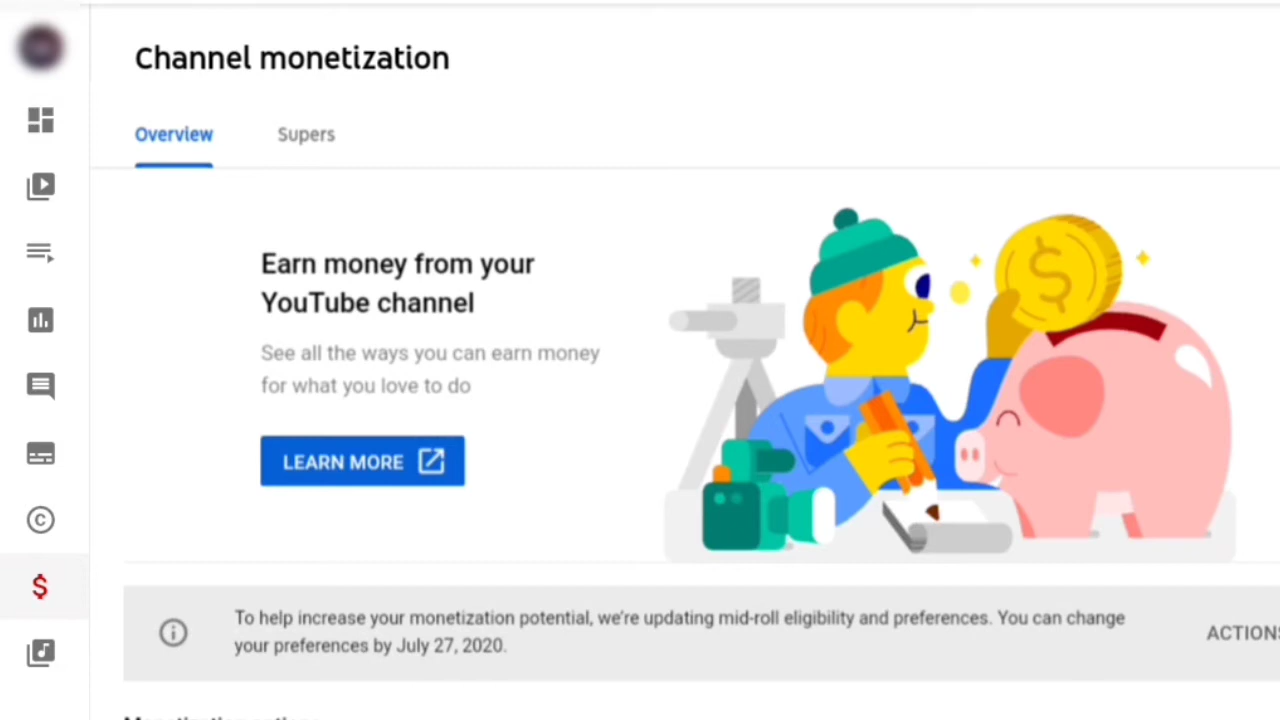 Channel monetization
Overview
Supers
Earn money from your
YouTube channel
See all the ways you can earn money
for what you love to do
LEARN MORE
To help increase your monetization potential, we're updating mid-roll eligibility and preferences. You can change
your preferences by July 27, 2020.
ACTIONS